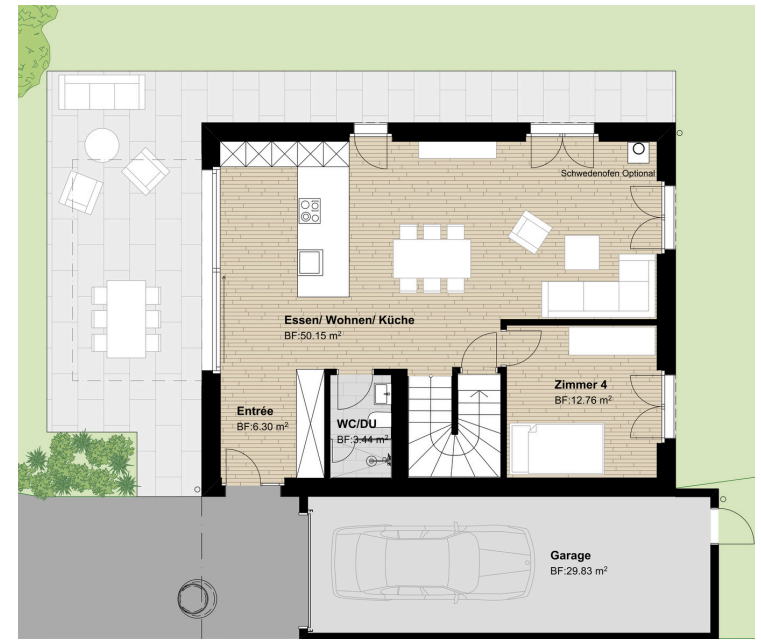 Schwedenofen Optional
Essen/ Wohnen/ Küche
BF:50.15 m²
Zimmer 4
BF:12.76 m²
Entrée
BF:6.30 m²
WC/DU
BF:3.44 m²
Garage
BF:29.83 m²